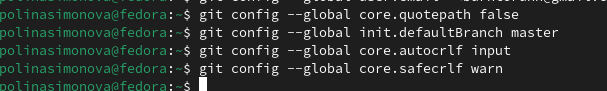 polinasimonova@fedora:~$ git config --global core.quotepath false
polinasimonova@fedora:~$ git config --global init.defaultBranch master
polinasimonova@fedora:~$ git config --global core.autocrlf input
polinasimonova@fedora:~$ git config --global core.safecrlf warn
polinasimonova@fedora:~$